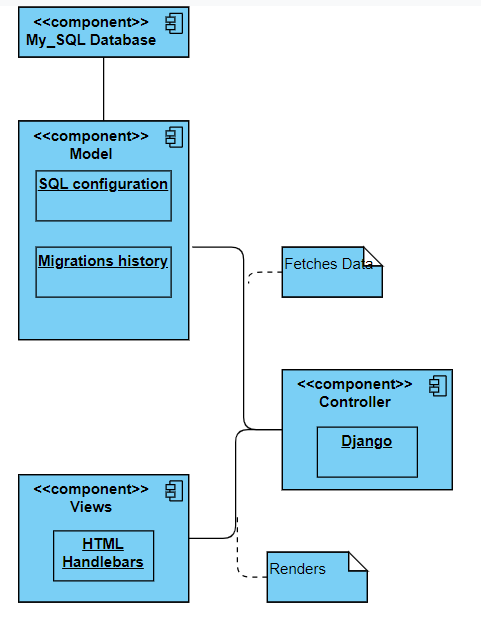 <<component>>
My_SQL Database
<<component>>
Model
SQL configuration
Migrations history
Fetches Data
<<component>>
Controller
Django
<<component>>
Views
HTML
Handlebars
Renders